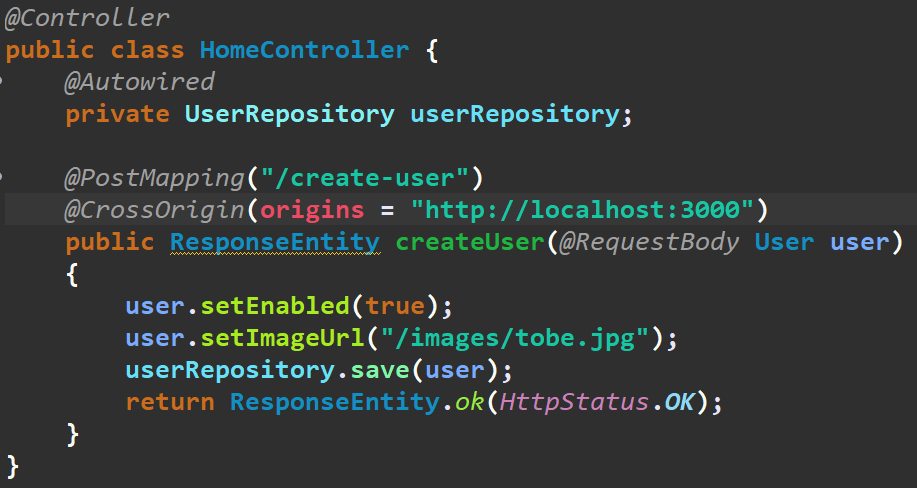 @Controller
public class HomeController {
    @Autowired
    private UserRepository userRepository;

    @PostMapping("/create-user")
    @CrossOrigin(origins = "http://localhost:3000")
    public ResponseEntity createUser(@RequestBody User user)
    {
        user.setEnabled(true);
        user.setImageUrl("/images/tobe.jpg");
        userRepository.save(user);
        return ResponseEntity.ok(HttpStatus.OK);
    }
}